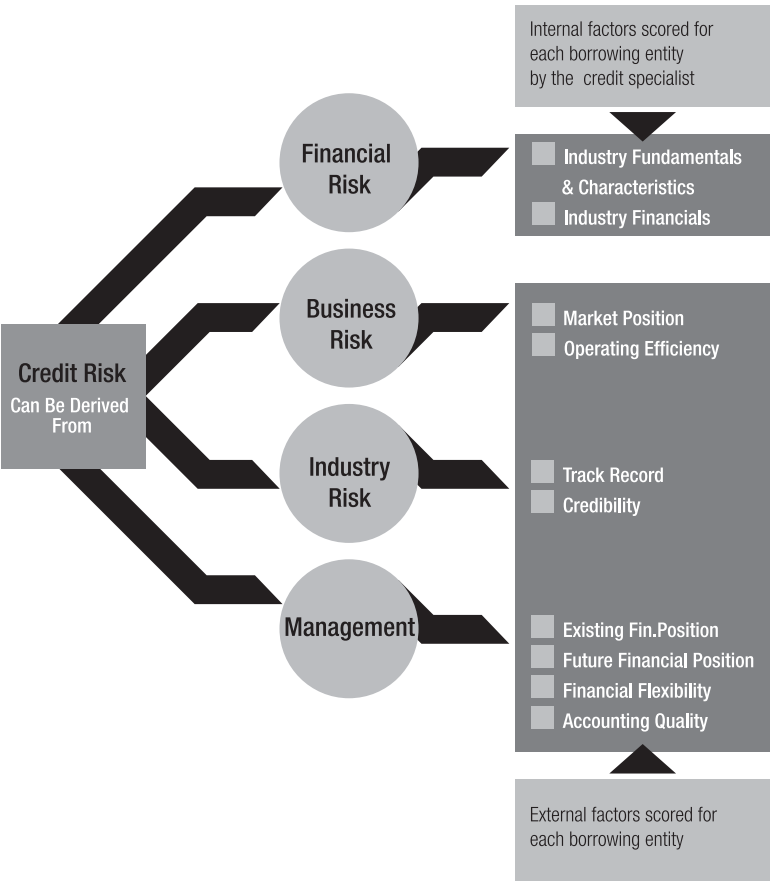 Internal factors scored for
each borrowing entity
by the credit specialist
Financial
Risk
Industry Fundamentals
& Characteristics
Industry Financials
Business
Risk
Market Position
Operating Efficiency
Credit Risk
Can Be Derived
From
Industry
Risk
Track Record
Credibility
Management
Existing Fin.Position
Future Financial Position
Financial Flexibility
Accounting Quality
External factors scored for
each borrowing entity